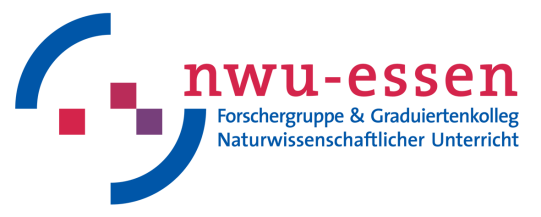 nwu-essen
Forschergruppe & Graduiertenkolleg
Naturwissenschaftlicher Unterricht